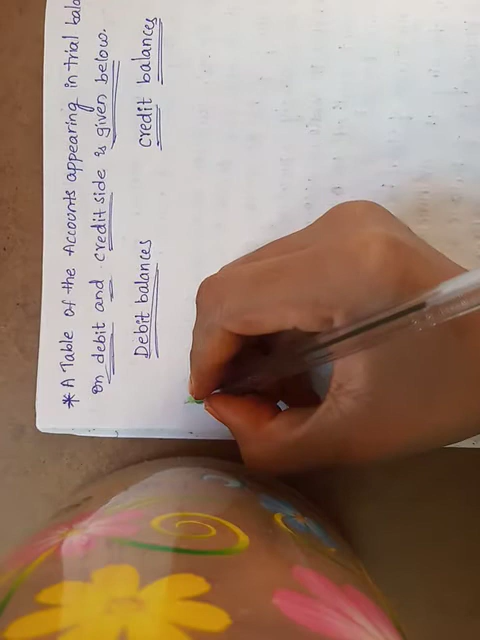 * A Table of the Accounts appearing in trial bala
on debit and credit side is given below.
Debit balances credit balances